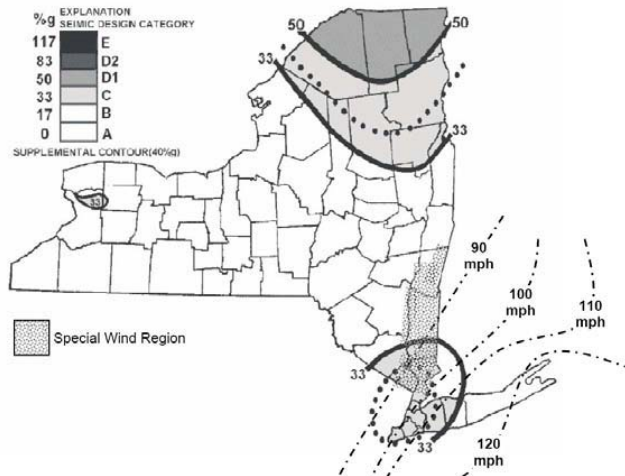 EXPLANATION
%g SEIMIC DESIGN CATEGORY
117 E
83 D2
50 D1
33 C
17 B
0 A
SUPPLEMENTAL CONTOUR(40%g)
50
50
33
33
33
90
mph
100
mph
110
mph
Special Wind Region
33
33
120
mph